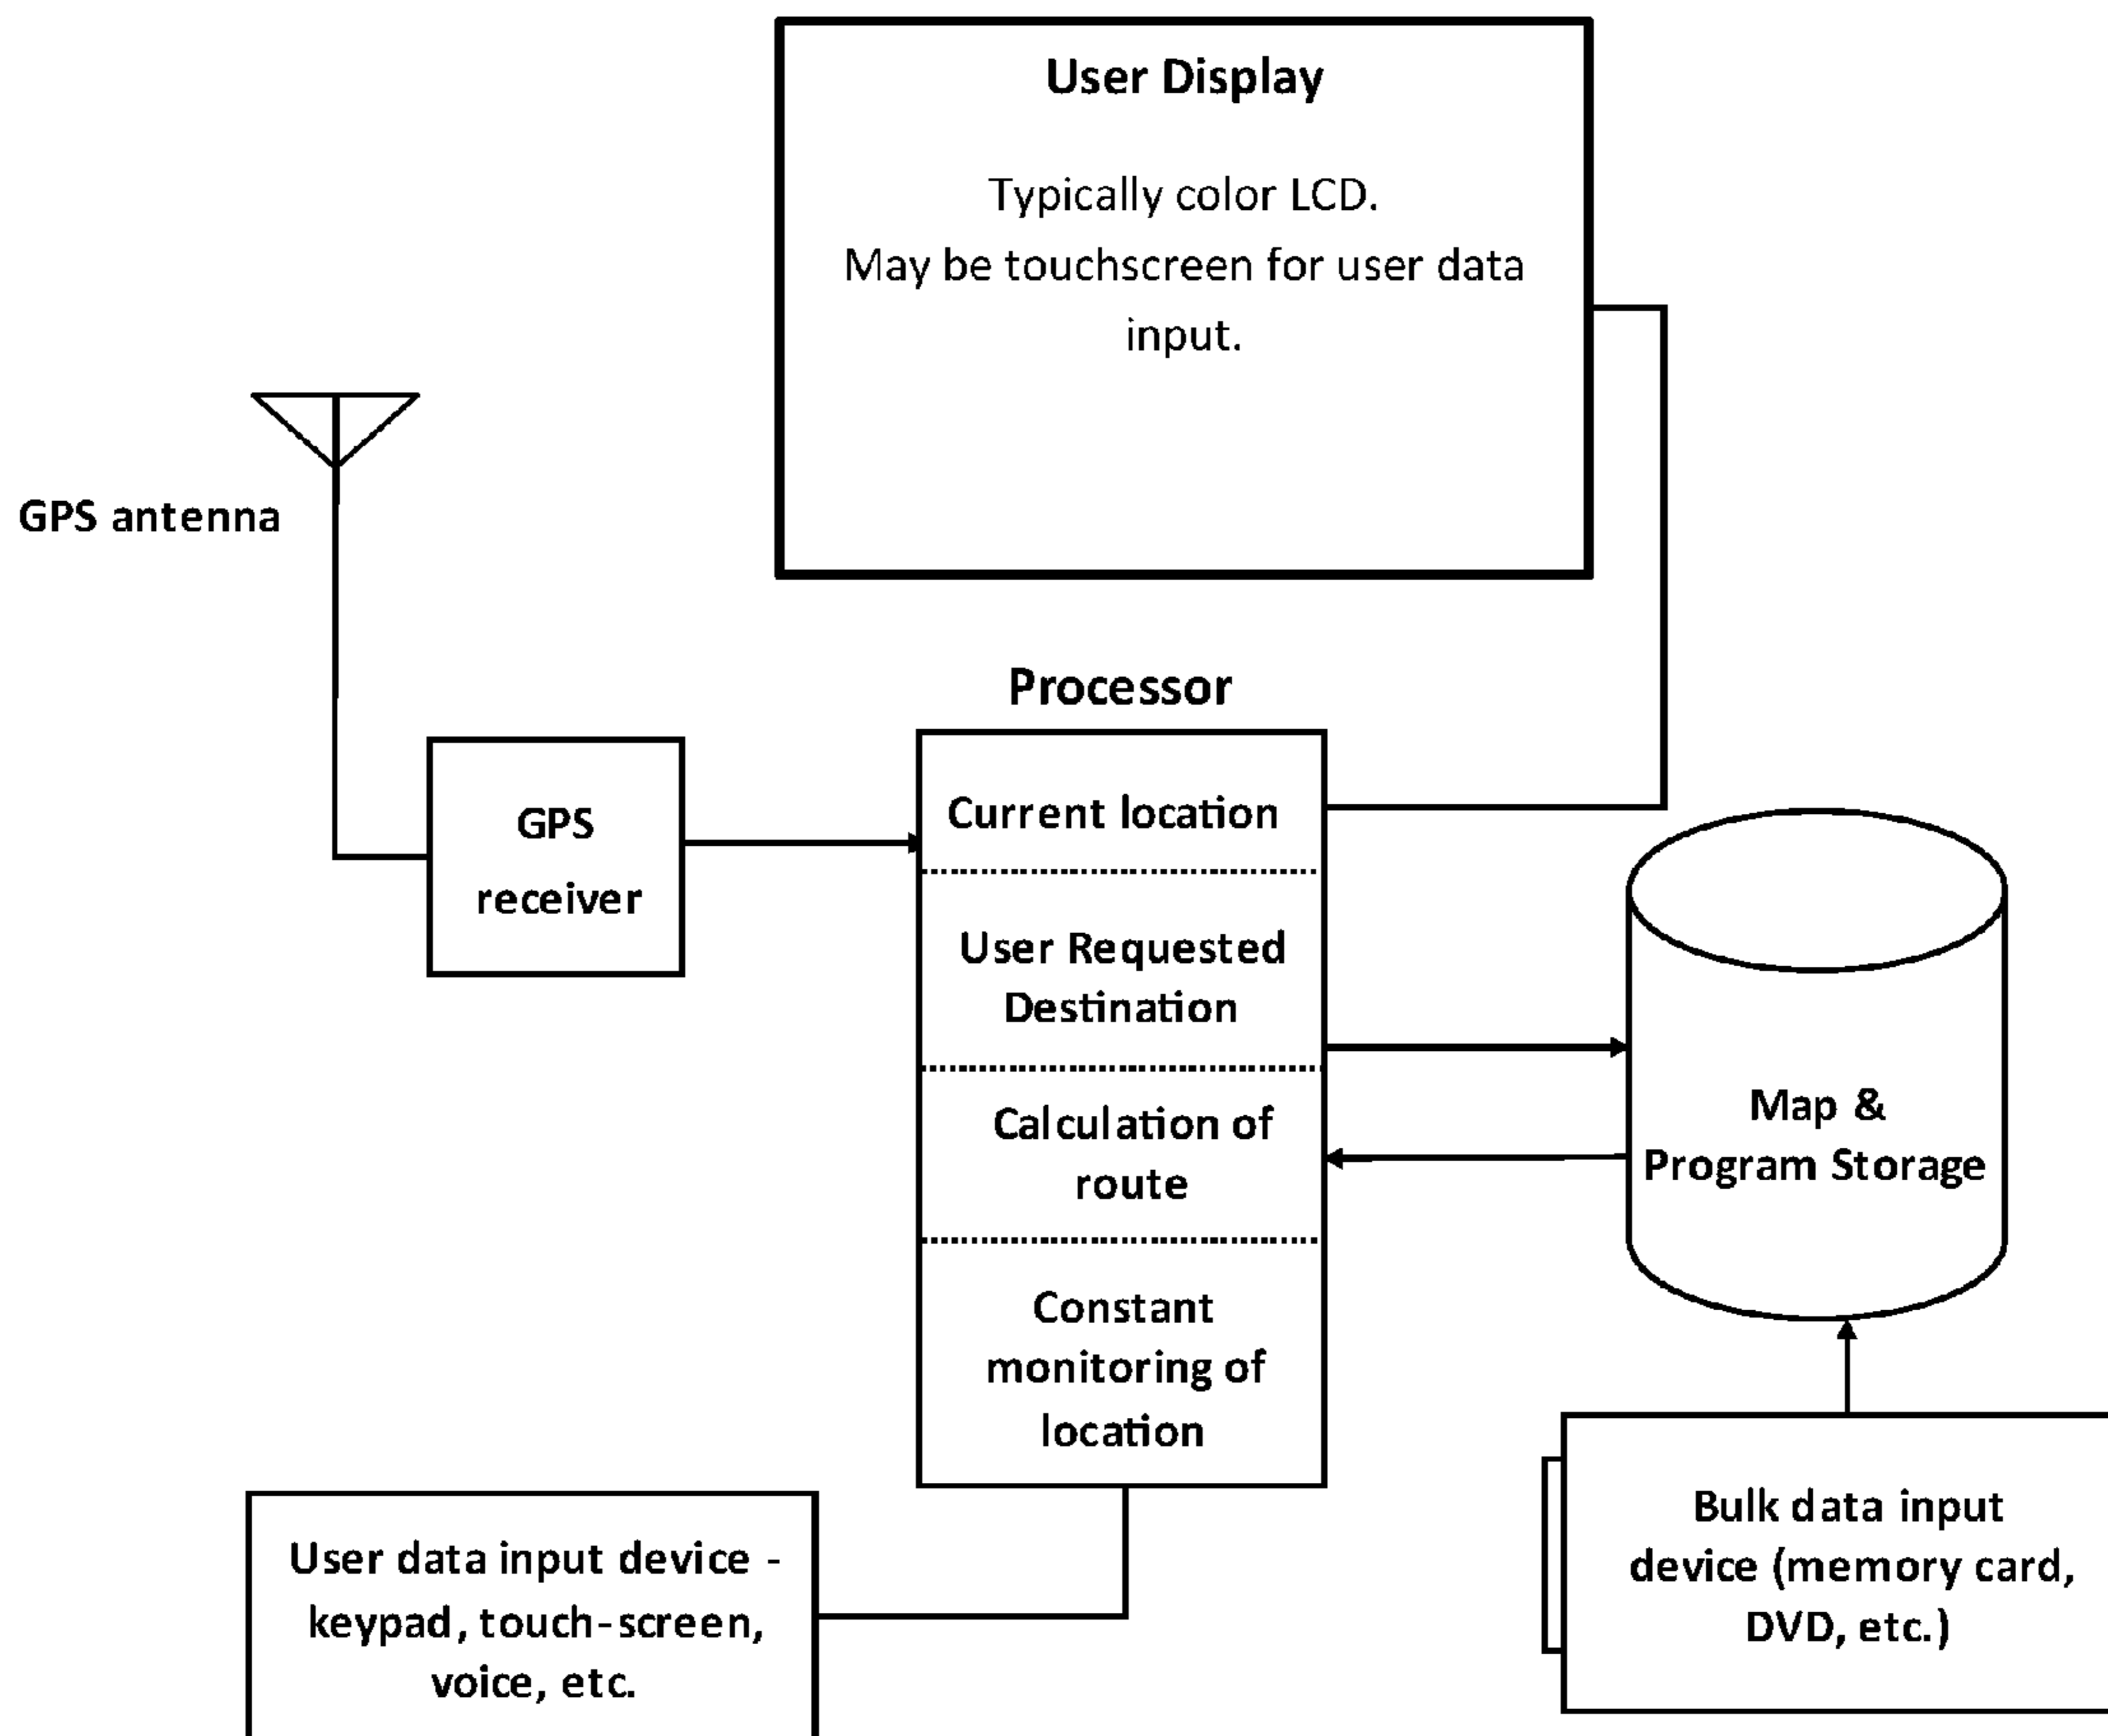 User Display
Typically color LCD.
May be touchscreen for user data
input.
GPS antenna
Processor
GPS
receiver
Current location
User Requested
Destination
Calculation of
route
Constant
monitoring of
location
Map &
Program Storage
User data input device -
keypad, touch-screen,
voice, etc.
Bulk data input
device (memory card,
DVD, etc.)